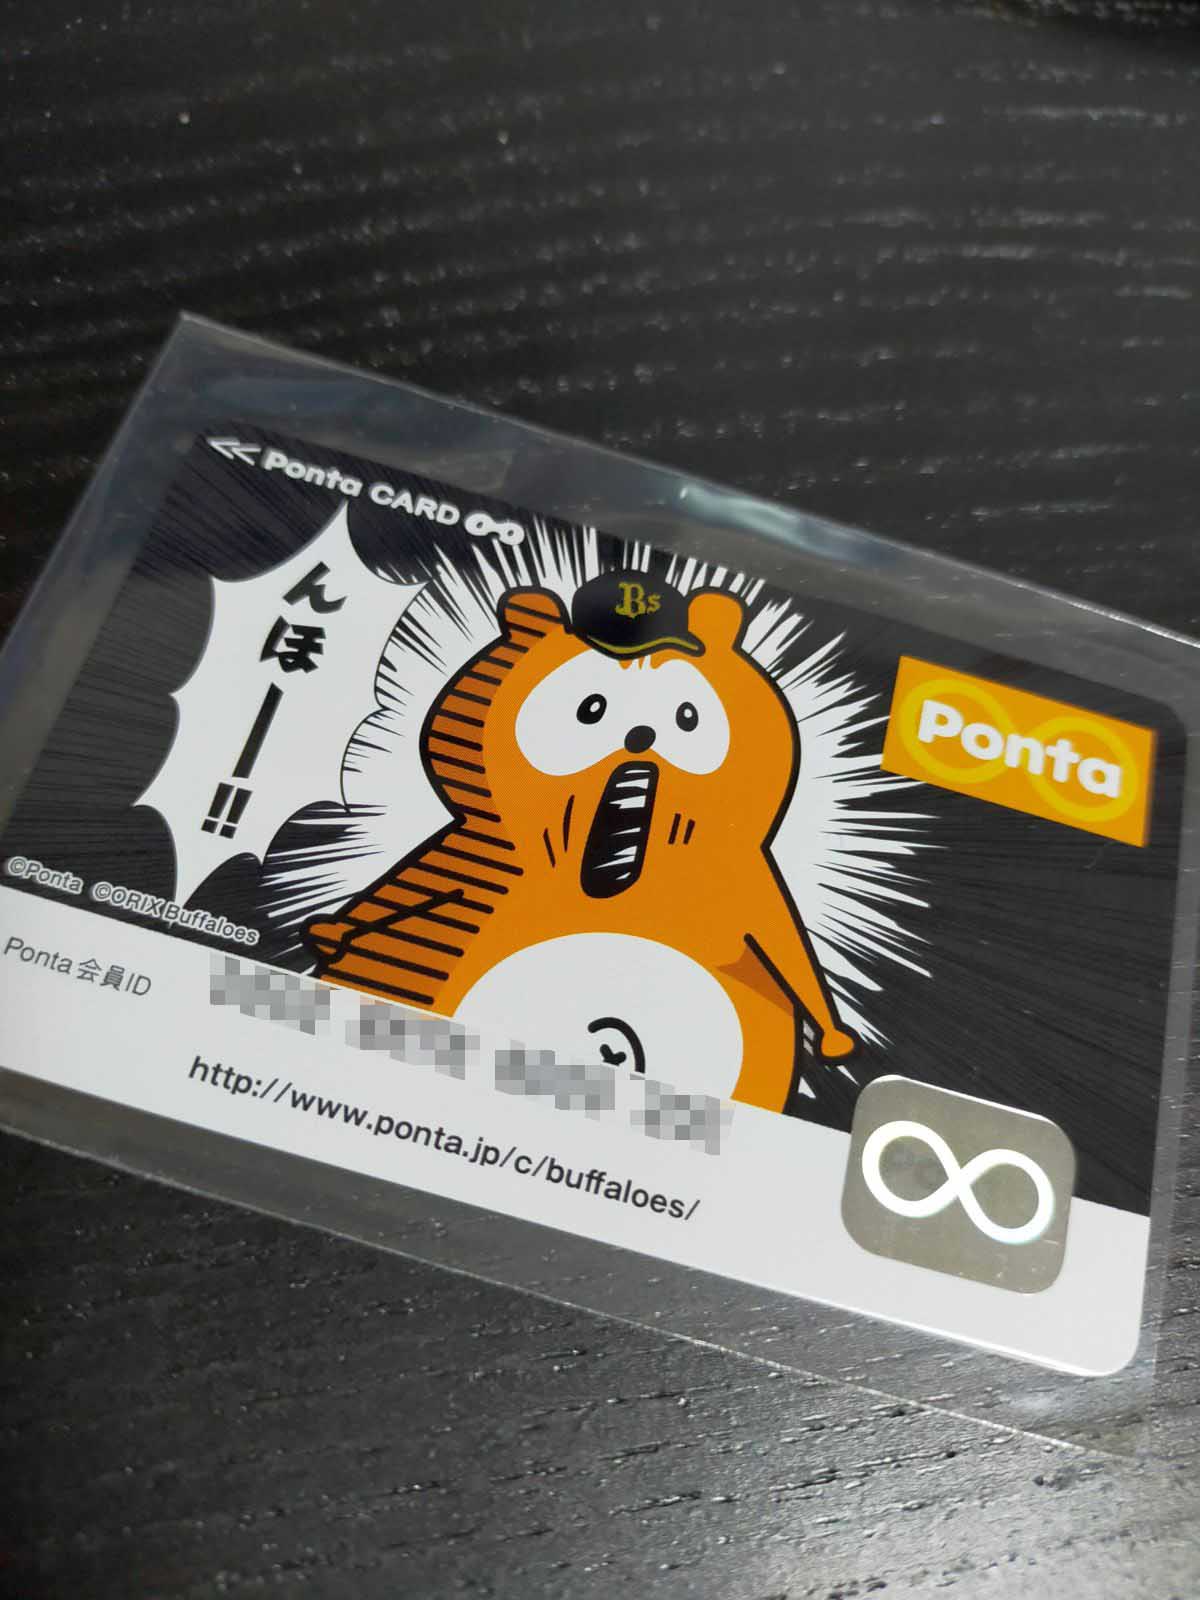 Ponta CARD
んほーー!!
Bs
Ponta
©Ponta ©ORIX Buffaloes
Ponta会員ID
http://www.ponta.jp/c/buffaloes/